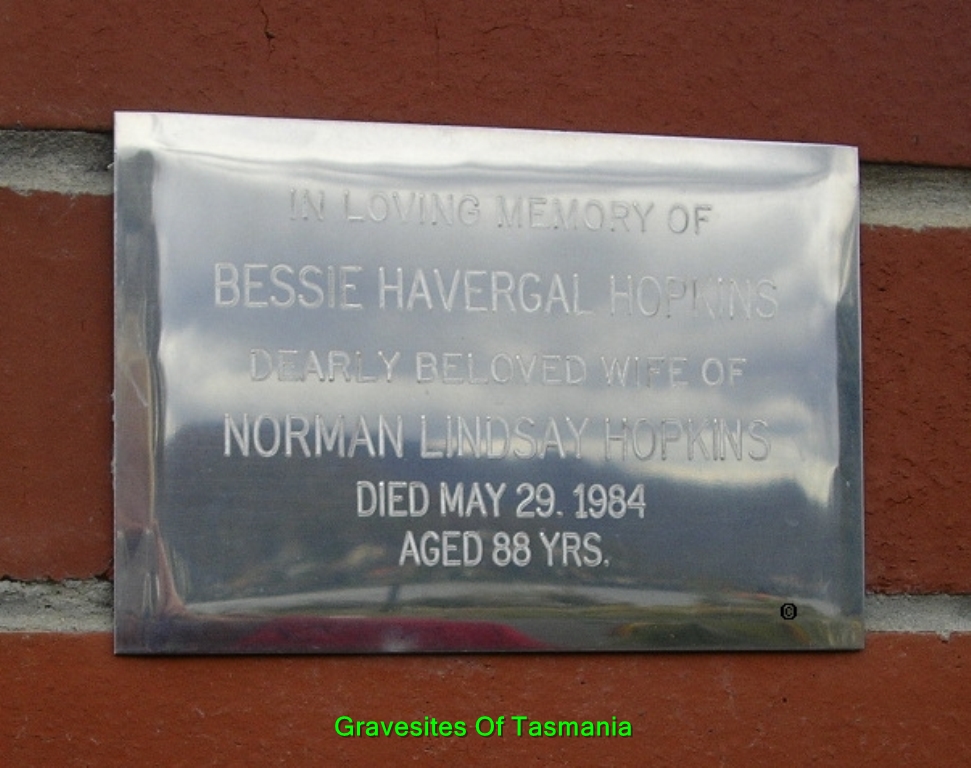 IN LOVING MEMORY OF
BESSIE HAVERGAL HOPKINS
DEARLY BELOVED WIFE OF
NORMAN LINDSAY HOPKINS
DIED MAY 29. 1984
AGED 88 YRS.
©
Gravesites Of Tasmania